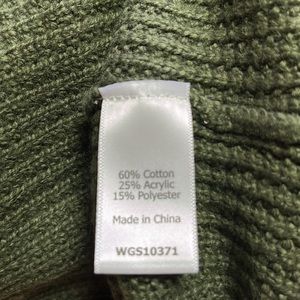 60% Cotton
25% Acrylic
15% Polyester
Made in China
WGS10371